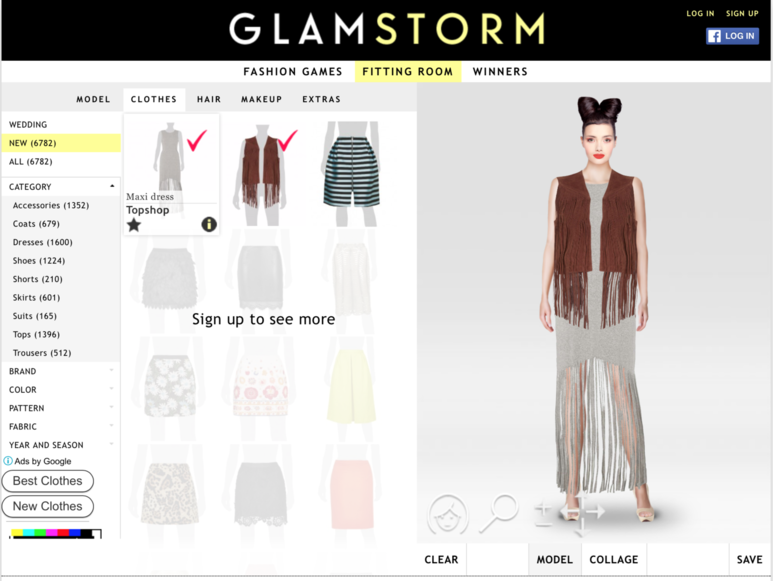 GLAMSTORM
LOG IN SIGN UP
LOG IN
FASHION GAMES FITTING ROOM WINNERS
MODEL CLOTHES HAIR MAKEUP EXTRAS
WEDDING
NEW (6782)
ALL (6782)
CATEGORY
Accessories (1352)
Coats (679)
Dresses (1600)
Shoes (1224)
Shorts (210)
Skirts (601)
Suits (165)
Tops (1396)
Trousers (512)
BRAND
COLOR
PATTERN
FABRIC
YEAR AND SEASON
Ads by Google
Best Clothes
New Clothes
Maxi dress
Topshop
Sign up to see more
CLEAR MODEL COLLAGE SAVE